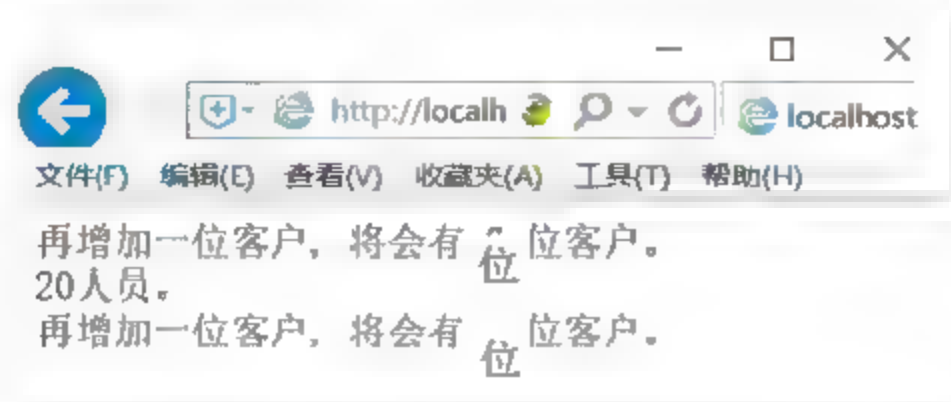 http://localh
localhost
文件(F) 编辑(E) 查看(V) 收藏夹(A) 工具(T) 帮助(H)
再增加一位客户, 将会有 位 位客户。
20人员。
再增加一位客户, 将会有 位 位客户。